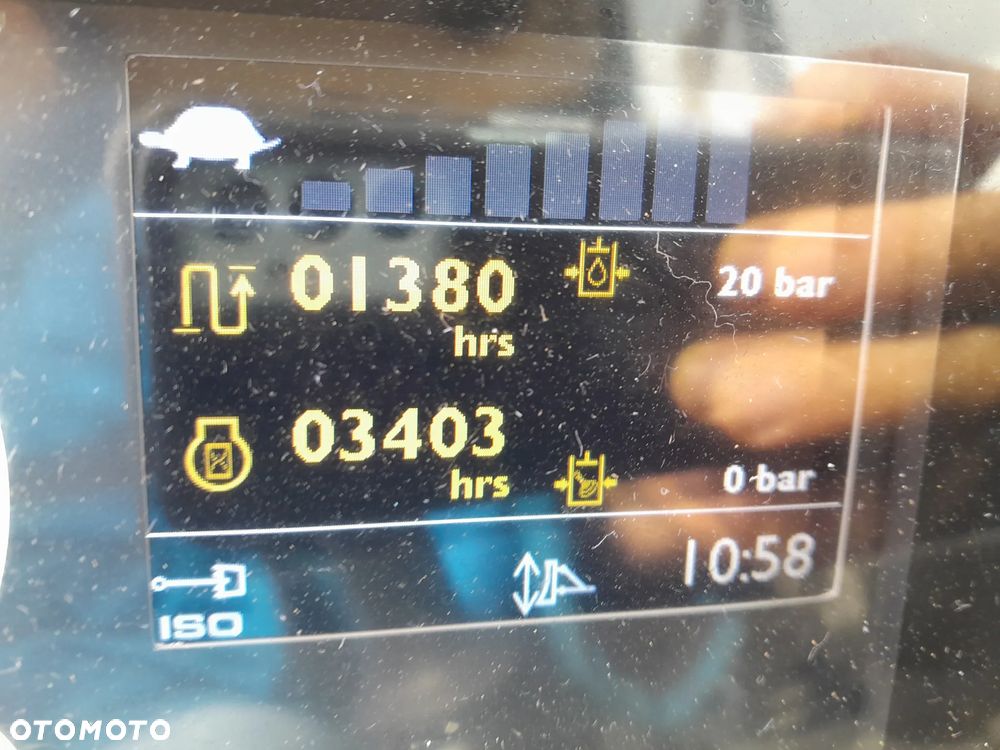 01380
hrs
20 bar
03403
hrs
0 bar
10:58
ISO
OTOMOTO